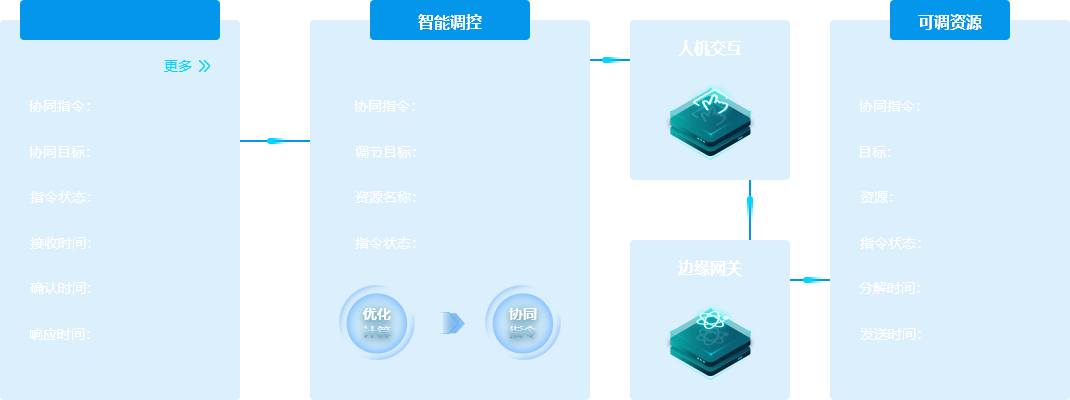 更多
协同指令:
协同目标:
指令状态:
接收时间:
确认时间:
响应时间:
智能调控
协同指令:
调节目标:
资源名称:
指令状态:
优化
协同
人机交互
边缘网关
可调资源
协同指令:
目标:
资源:
指令状态:
分解时间:
发送时间: